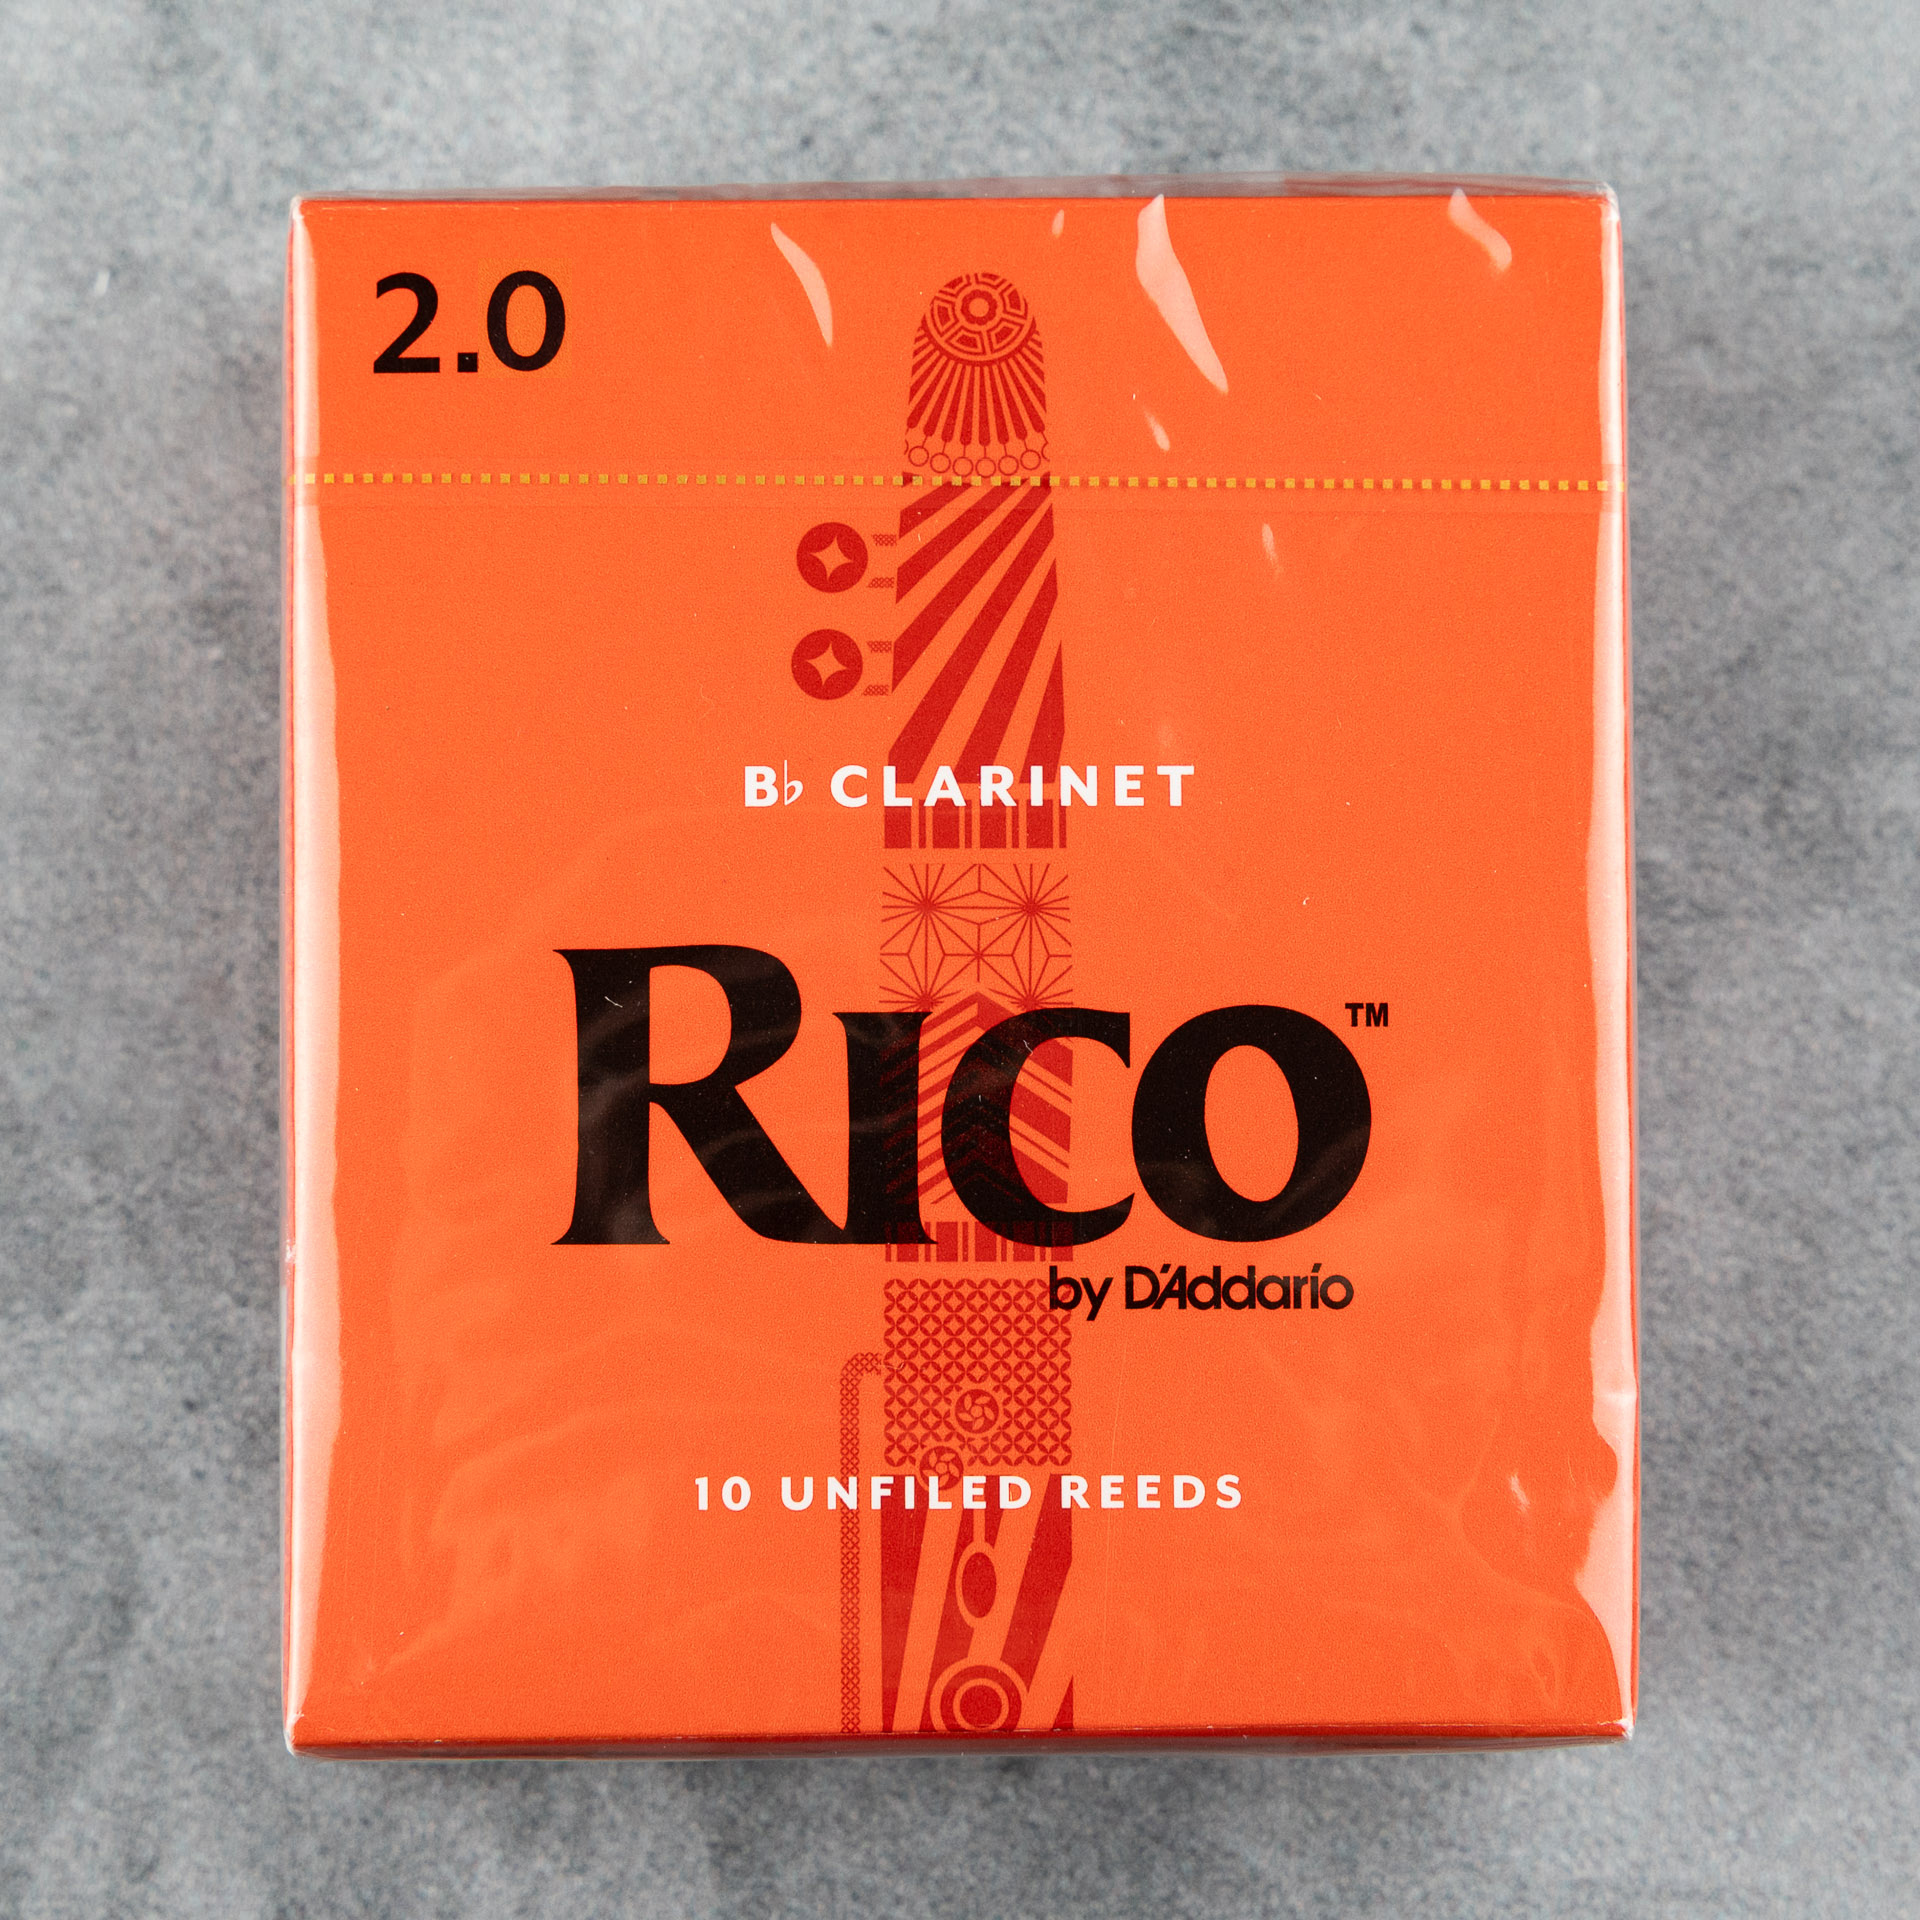 2.0
B♭ CLARINET
RICO™
by D'Addario
10 UNFILED REEDS